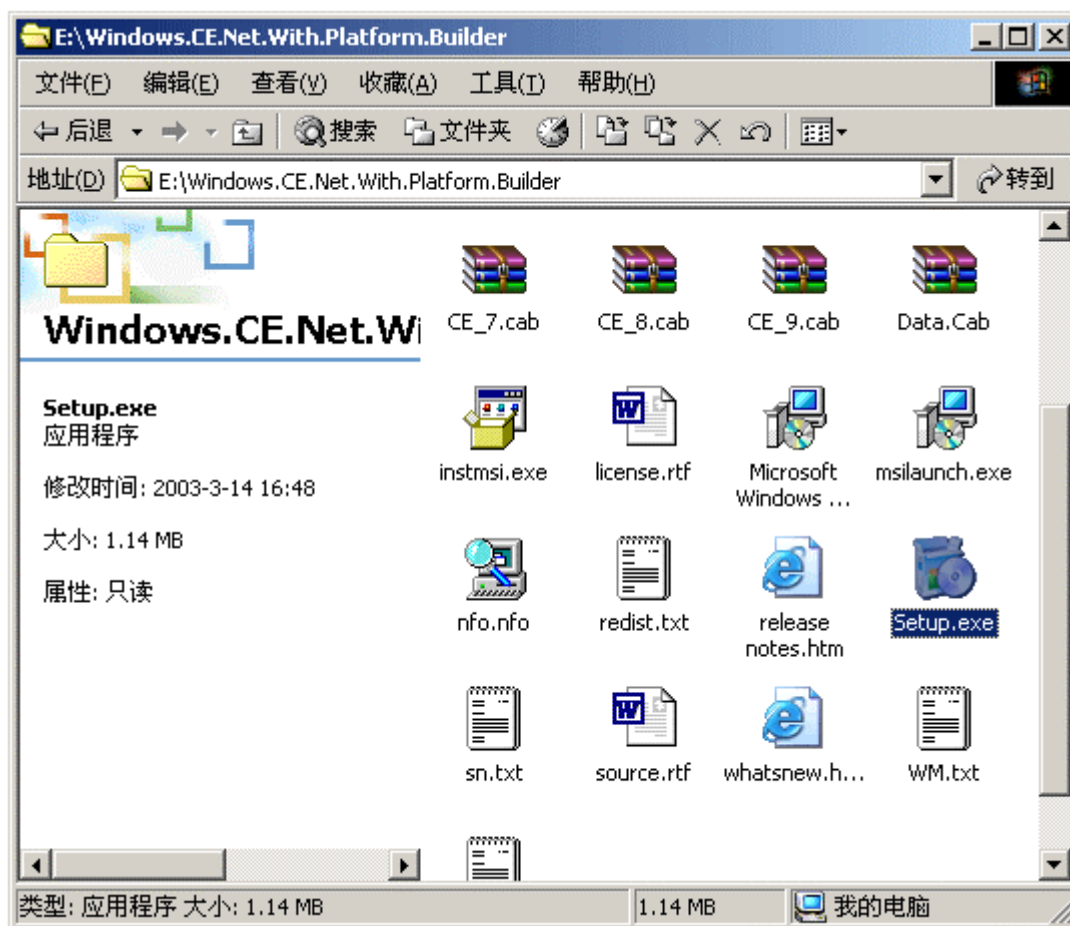 E:\Windows.CE.Net.With.Platform.Builder
文件(F) 编辑(E) 查看(V) 收藏(A) 工具(T) 帮助(H)
后退 搜索 文件夹
地址(D) E:\Windows.CE.Net.With.Platform.Builder 转到
Windows.CE.Net.Wi
Setup.exe
应用程序
修改时间: 2003-3-14 16:48
大小: 1.14 MB
属性: 只读
CE_7.cab CE_8.cab CE_9.cab Data.Cab
instmsi.exe license.rtf Microsoft Windows ... msilaunch.exe
nfo.nfo redist.txt release notes.htm Setup.exe
sn.txt source.rtf whatsnew.h... WM.txt
类型: 应用程序 大小: 1.14 MB 1.14 MB 我的电脑